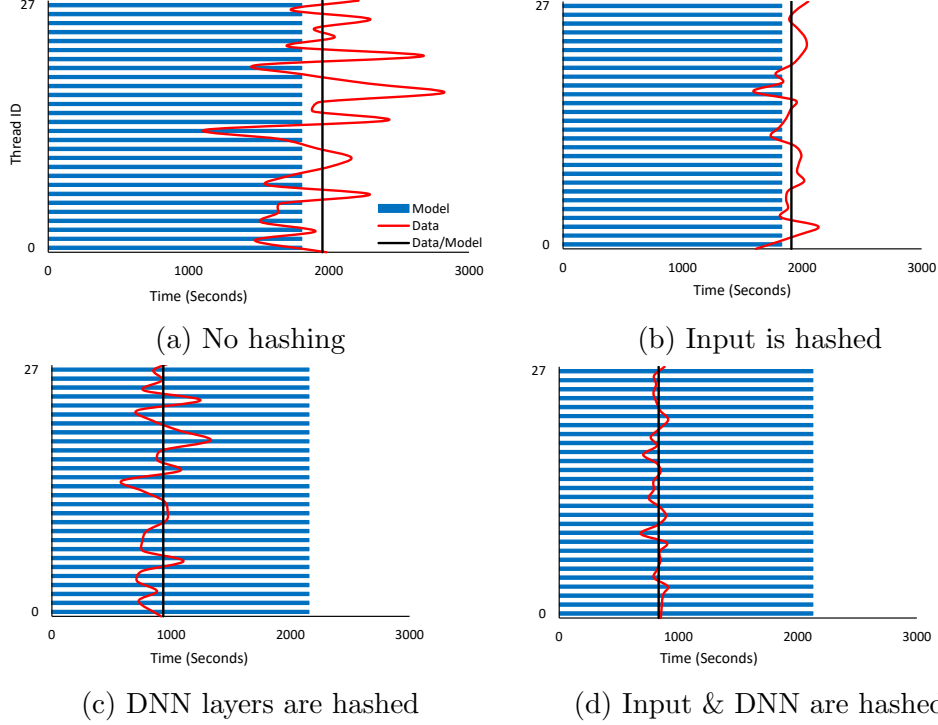 27
Thread ID
0
Model
Data
Data/Model
0 1000 2000 3000
Time (Seconds)
(a) No hashing
27
0
0 1000 2000 3000
Time (Seconds)
(b) Input is hashed
27
0
0 1000 2000 3000
Time (Seconds)
(c) DNN layers are hashed
27
0
0 1000 2000 3000
Time (Seconds)
(d) Input & DNN are hashed